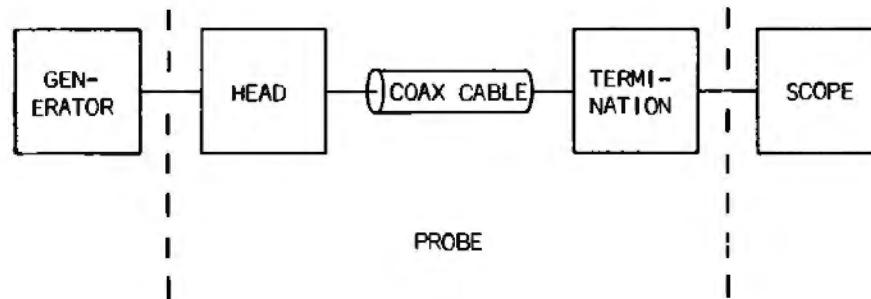 GEN-
ERATOR
HEAD
COAX CABLE
TERMI-
NATION
SCOPE
PROBE